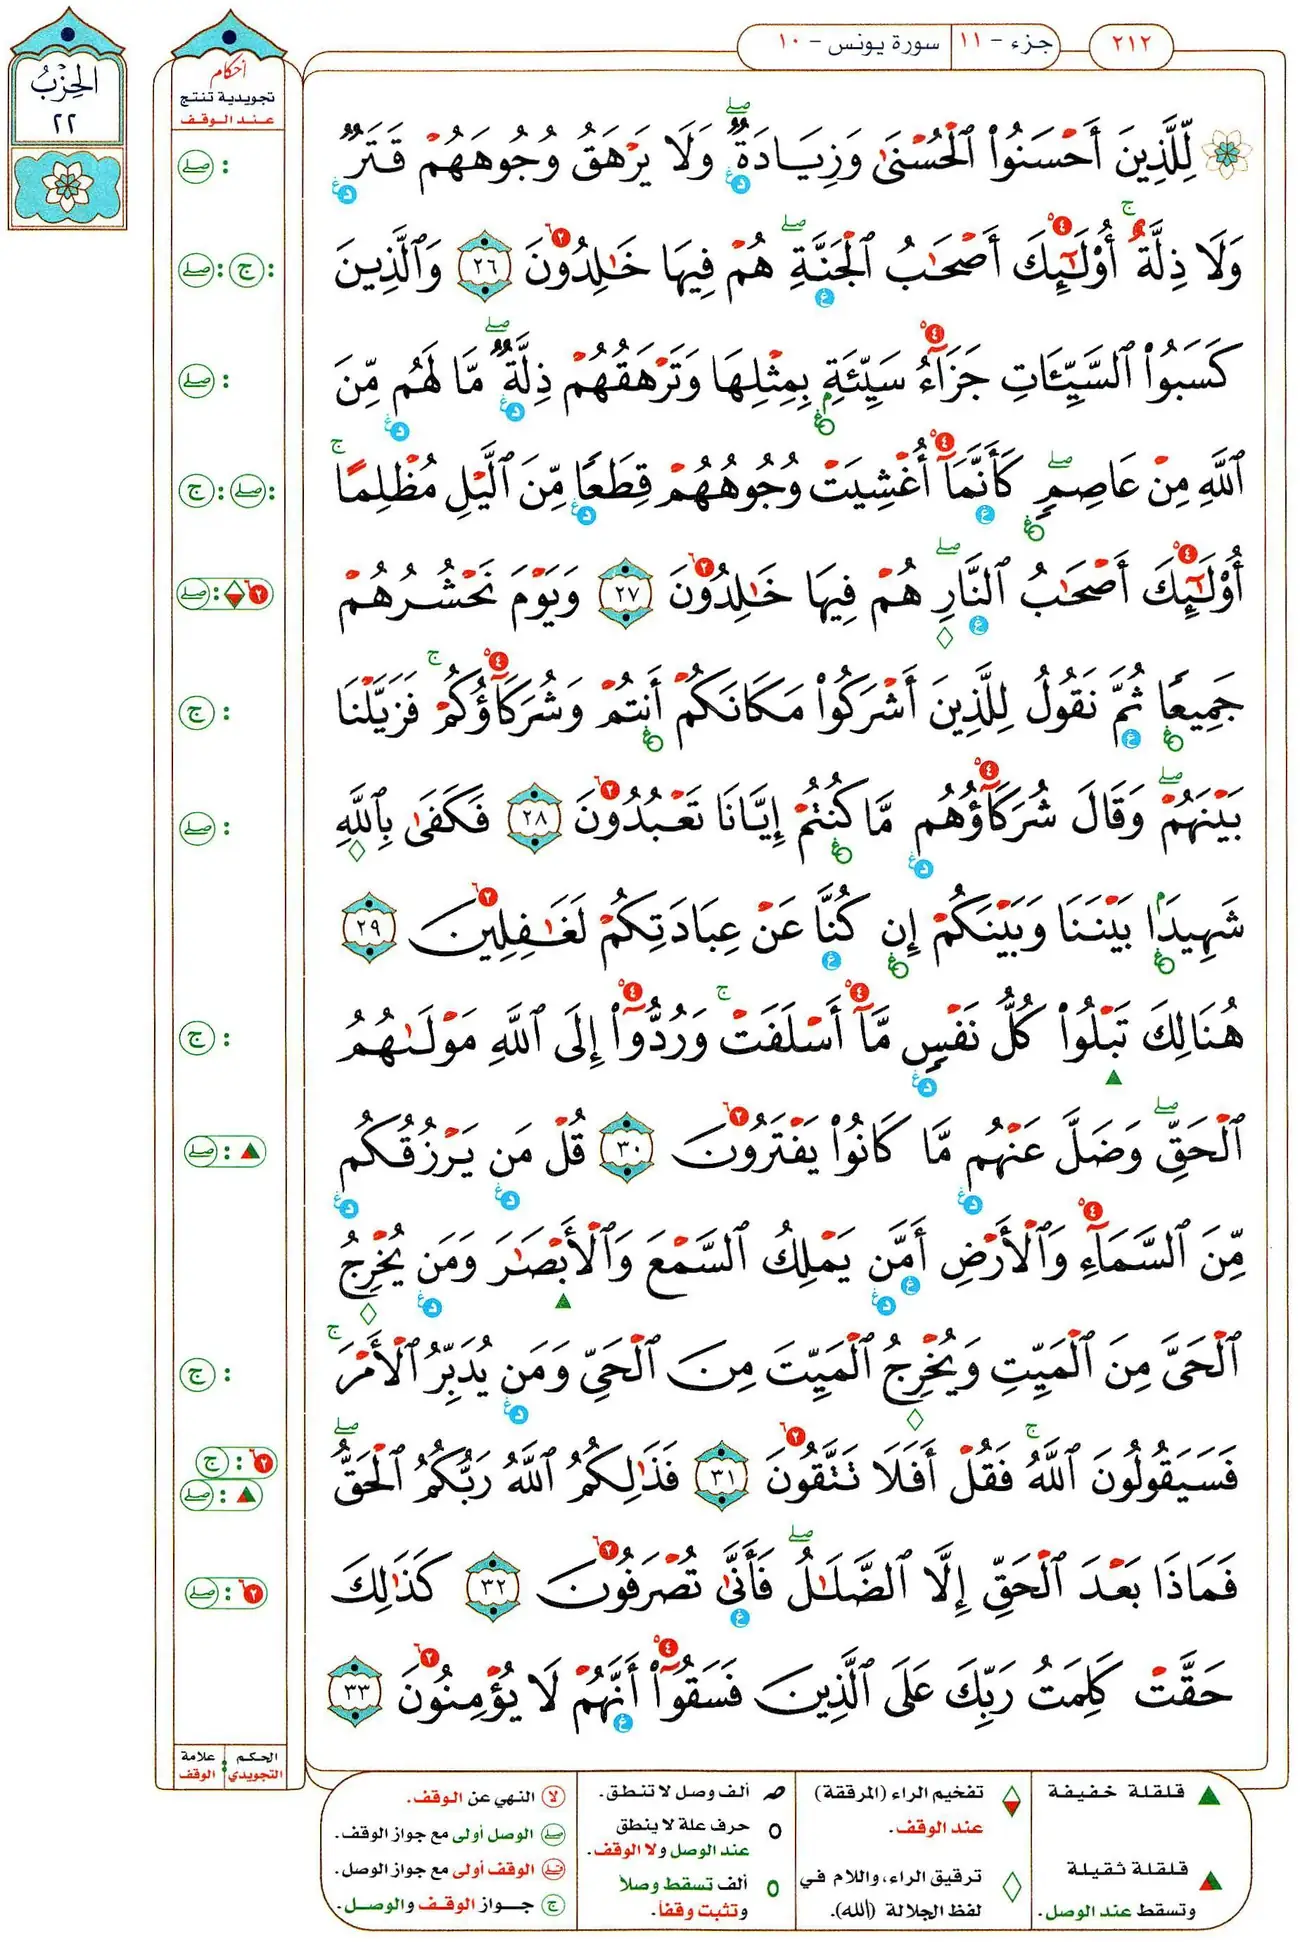 ٢١٢
جزء - ١١
سورة يونس - ١٠
الحِزْبُ
٢٢
أحكام
تجويدية تنتج
عند الوقف
لِّلَّذِينَ أَحْسَنُوا۟ ٱلْحُسْنَىٰ وَزِيَادَةٌۭ ۖ وَلَا يَرْهَقُ وُجُوهَهُمْ قَتَرٌۭ
وَلَا ذِلَّةٌ ۚ أُو۟لَـٰٓئِكَ أَصْحَـٰبُ ٱلْجَنَّةِ ۖ هُمْ فِيهَا خَـٰلِدُونَ ٢٦ وَٱلَّذِينَ
كَسَبُوا۟ ٱلسَّيِّـَٔاتِ جَزَآءُ سَيِّئَةٍۭ بِمِثْلِهَا وَتَرْهَقُهُمْ ذِلَّةٌۭ ۖ مَّا لَهُم مِّنَ
ٱللَّهِ مِنْ عَاصِمٍۢ ۖ كَأَنَّمَآ أُغْشِيَتْ وُجُوهُهُمْ قِطَعًۭا مِّنَ ٱلَّيْلِ مُظْلِمًا ۚ
أُو۟لَـٰٓئِكَ أَصْحَـٰبُ ٱلنَّارِ ۖ هُمْ فِيهَا خَـٰلِدُونَ ٢٧ وَيَوْمَ نَحْشُرُهُمْ
جَمِيعًۭا ثُمَّ نَقُولُ لِلَّذِينَ أَشْرَكُوا۟ مَكَانَكُمْ أَنتُمْ وَشُرَكَآؤُكُمْ ۚ فَزَيَّلْنَا
بَيْنَهُمْ ۖ وَقَالَ شُرَكَآؤُهُم مَّا كُنتُمْ إِيَّانَا تَعْبُدُونَ ٢٨ فَكَفَىٰ بِٱللَّهِ
شَهِيدًۢا بَيْنَنَا وَبَيْنَكُمْ إِن كُنَّا عَنْ عِبَادَتِكُمْ لَغَـٰفِلِينَ ٢٩
هُنَالِكَ تَبْلُوا۟ كُلُّ نَفْسٍۢ مَّآ أَسْلَفَتْ ۚ وَرُدُّوٓا۟ إِلَى ٱللَّهِ مَوْلَىٰهُمُ
ٱلْحَقِّ ۖ وَضَلَّ عَنْهُم مَّا كَانُوا۟ يَفْتَرُونَ ٣٠ قُلْ مَن يَرْزُقُكُم
مِّنَ ٱلسَّمَآءِ وَٱلْأَرْضِ أَمَّن يَمْلِكُ ٱلسَّمْعَ وَٱلْأَبْصَـٰرَ وَمَن يُخْرِجُ
ٱلْحَىَّ مِنَ ٱلْمَيِّتِ وَيُخْرِجُ ٱلْمَيِّتَ مِنَ ٱلْحَىِّ وَمَن يُدَبِّرُ ٱلْأَمْرَ ۚ
فَسَيَقُولُونَ ٱللَّهُ ۚ فَقُلْ أَفَلَا تَتَّقُونَ ٣١ فَذَٰلِكُمُ ٱللَّهُ رَبُّكُمُ ٱلْحَقُّ ۖ
فَمَاذَا بَعْدَ ٱلْحَقِّ إِلَّا ٱلضَّلَـٰلُ ۖ فَأَنَّىٰ تُصْرَفُونَ ٣٢ كَذَٰلِكَ
حَقَّتْ كَلِمَتُ رَبِّكَ عَلَى ٱلَّذِينَ فَسَقُوٓا۟ أَنَّهُمْ لَا يُؤْمِنُونَ ٣٣
الحكم التجويدي : علامة الوقف
قلقلة خفيفة
قلقلة ثقيلة
وتسقط عند الوصل.
تفخيم الراء (المرققة)
عند الوقف.
ترقيق الراء، واللام في
لفظ الجلالة (الله).
ألف وصل لا تنطق.
حرف علة لا ينطق
عند الوصل ولا الوقف.
ألف تسقط وصلاً
وتثبت وقفاً.
لا النهي عن الوقف.
صلى الوصل أولى مع جواز الوقف.
قلى الوقف أولى مع جواز الوصل.
ج جواز الوقف والوصل.